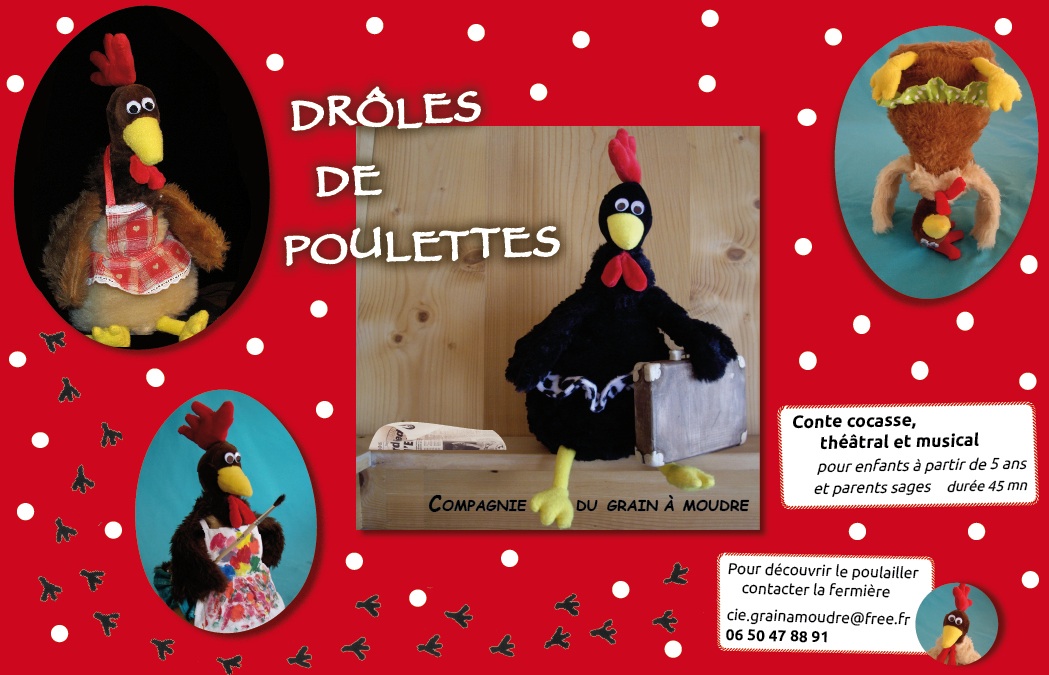 DRÔLES
DE
POULETTES
COMPAGNIE DU GRAIN À MOUDRE
Conte cocasse,
théâtral et musical
pour enfants à partir de 5 ans
et parents sages durée 45 mn
Pour découvrir le poulailler
contacter la fermière
cie.grainamoudre@free.fr
06 50 47 88 91